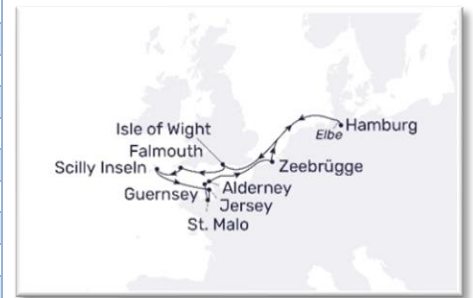 Isle of Wight
Hamburg
Elbe
Falmouth
Scilly Inseln
Zeebrügge
Guernsey
Alderney
Jersey
St. Malo